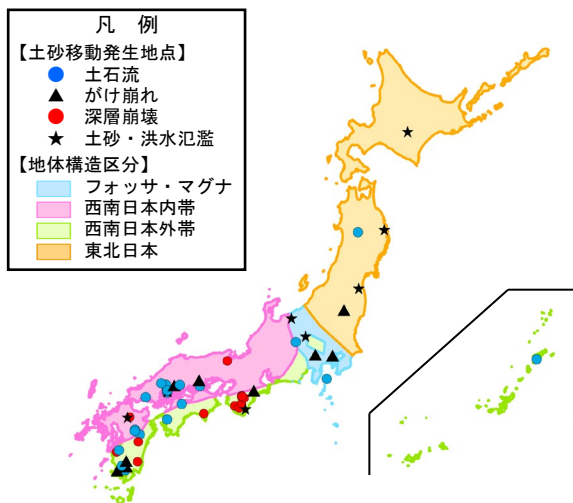 凡 例
【土砂移動発生地点】
土石流
がけ崩れ
深層崩壊
土砂・洪水氾濫
【地体構造区分】
フォッサ・マグナ
西南日本内帯
西南日本外帯
東北日本